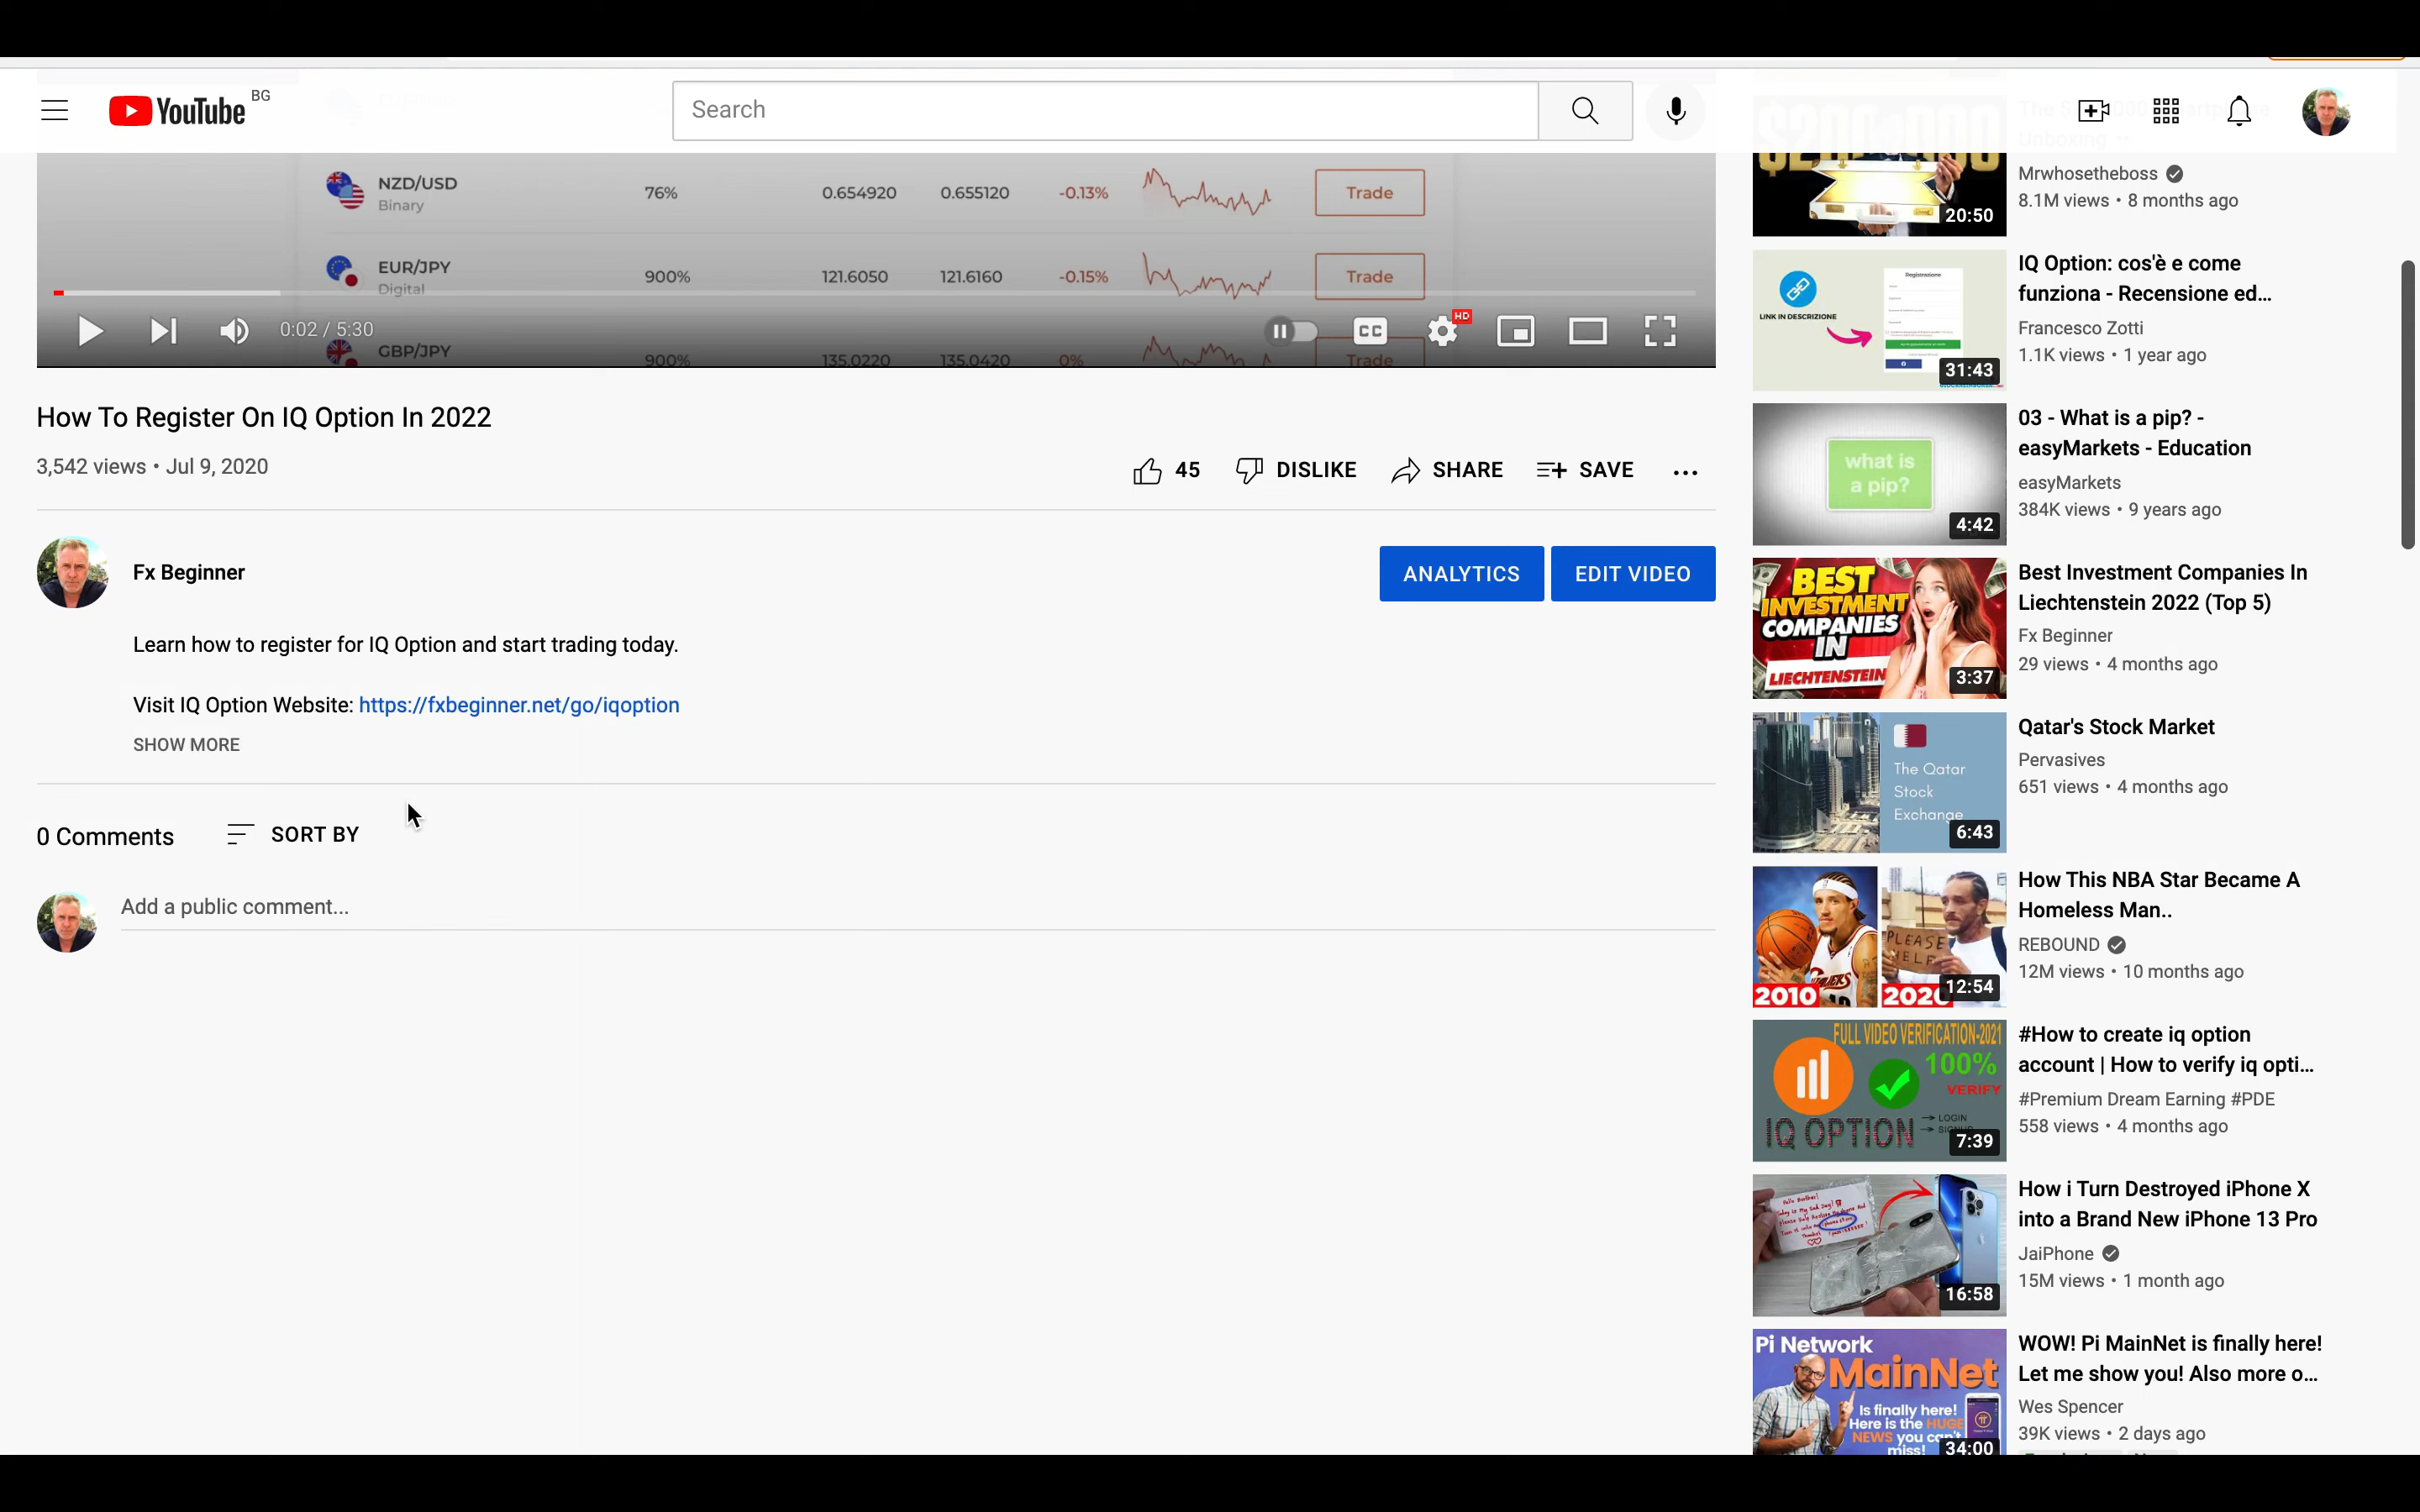 YouTube BG
Search
NZD/USD 76% 0.654920 0.655120 -0.13% Trade
Binary
EUR/JPY 900% 121.6050 121.6160 -0.15% Trade
Digital
0:02 / 5:30 CC HD
GBP/JPY 900% 135.0220 135.0420 0% Trade
How To Register On IQ Option In 2022
3,542 views • Jul 9, 2020
45 DISLIKE SHARE SAVE ...
Fx Beginner
ANALYTICS EDIT VIDEO
Learn how to register for IQ Option and start trading today.
Visit IQ Option Website: https://fxbeginner.net/go/iqoption
SHOW MORE
0 Comments SORT BY
Add a public comment...
$200,000
20:50
Unboxing
Mrwhosetheboss
8.1M views • 8 months ago
Registrazione
LINK IN DESCRIZIONE
31:43
IQ Option: cos'è e come
funziona - Recensione ed...
Francesco Zotti
1.1K views • 1 year ago
what is
a pip?
4:42
03 - What is a pip? -
easyMarkets - Education
easyMarkets
384K views • 9 years ago
BEST
INVESTMENT
COMPANIES
IN
LIECHTENSTEIN
3:37
Best Investment Companies In
Liechtenstein 2022 (Top 5)
Fx Beginner
29 views • 4 months ago
The Qatar
Stock
Exchange
6:43
Qatar's Stock Market
Pervasives
651 views • 4 months ago
PLEASE
HELP
2010
2020
12:54
How This NBA Star Became A
Homeless Man..
REBOUND
12M views • 10 months ago
FULL VIDEO VERIFICATION-2021
100%
VERIFY
IQ OPTION
→ LOGIN
7:39
#How to create iq option
account | How to verify iq opti...
#Premium Dream Earning #PDE
558 views • 4 months ago
16:58
How i Turn Destroyed iPhone X
into a Brand New iPhone 13 Pro
JaiPhone
15M views • 1 month ago
Pi Network
MainNet
Is finally here!
Here is the HUGE
NEWS you can't
miss!
34:00
WOW! Pi MainNet is finally here!
Let me show you! Also more o...
Wes Spencer
39K views • 2 days ago